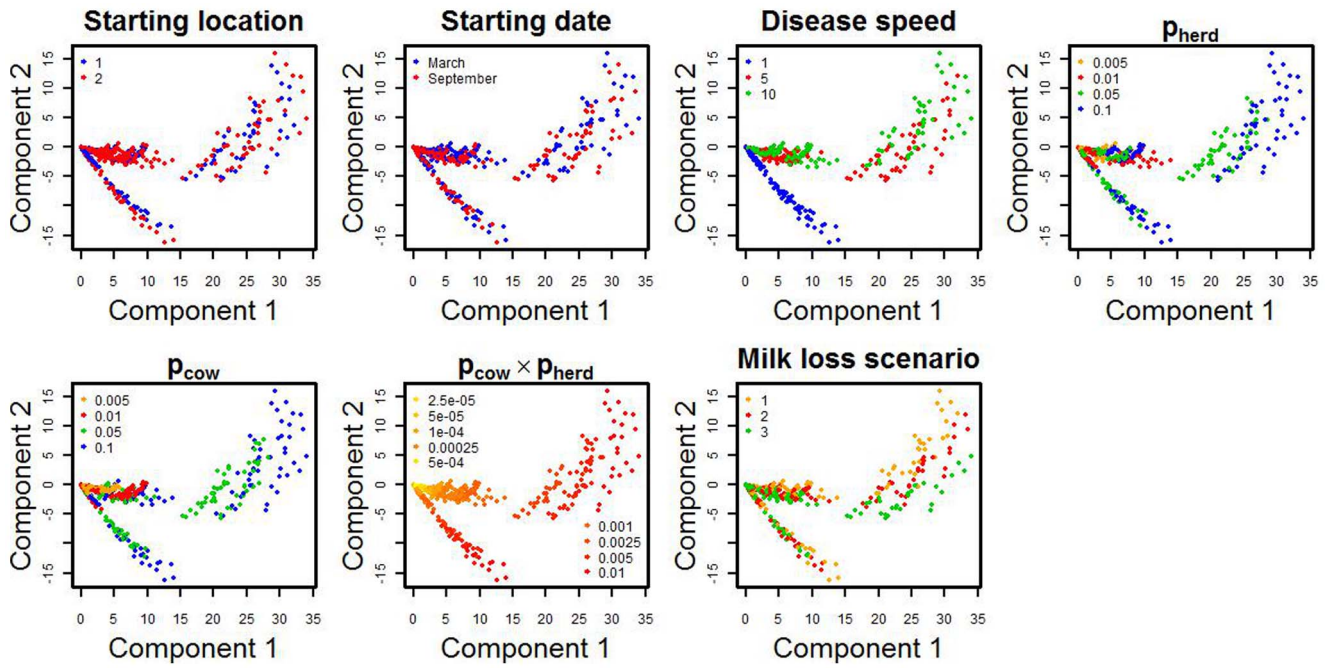 Starting location
Starting date
Disease speed
p_herd
Component 2
15
10
5
0
-5
-15
1
2
0 5 10 15 20 25 30 35
Component 1
Component 2
15
10
5
0
-5
-15
March
September
0 5 10 15 20 25 30 35
Component 1
Component 2
15
10
5
0
-5
-15
1
5
10
0 5 10 15 20 25 30 35
Component 1
Component 2
15
10
5
0
-5
-15
0.005
0.01
0.05
0.1
0 5 10 15 20 25 30 35
Component 1
p_cow
p_cow × p_herd
Milk loss scenario
Component 2
15
10
5
0
-5
-15
0.005
0.01
0.05
0.1
0 5 10 15 20 25 30 35
Component 1
Component 2
15
10
5
0
-5
-15
2.5e-05
5e-05
1e-04
0.00025
5e-04
0.001
0.0025
0.005
0.01
0 5 10 15 20 25 30 35
Component 1
Component 2
15
10
5
0
-5
-15
1
2
3
0 5 10 15 20 25 30 35
Component 1